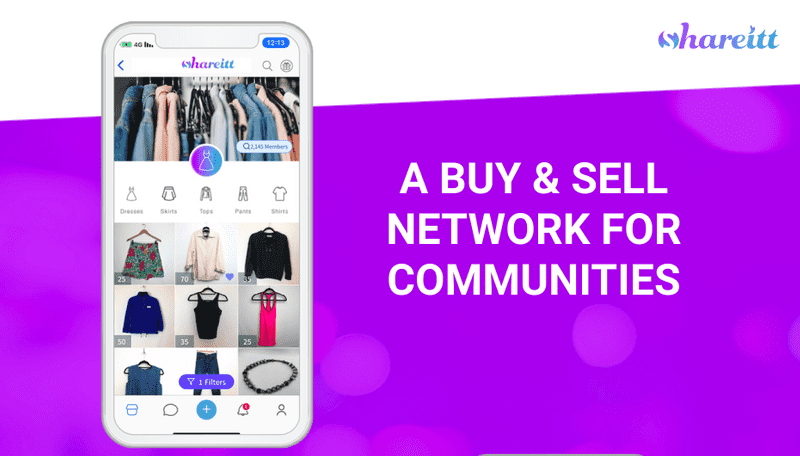 shareitt
4G
12:13
shareitt
2,145 Members
Dresses
Skirts
Tops
Pants
Shirts
25
70
35
50
35
25
1 Filters
1
A BUY & SELL
NETWORK FOR
COMMUNITIES